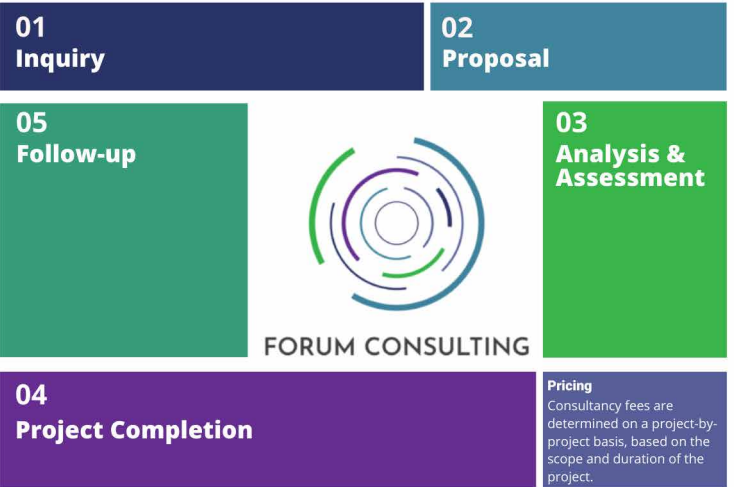 01
Inquiry
02
Proposal
03
Analysis &
Assessment
04
Project Completion
05
Follow-up
FORUM CONSULTING
Pricing
Consultancy fees are
determined on a project-by-
project basis, based on the
scope and duration of the
project.